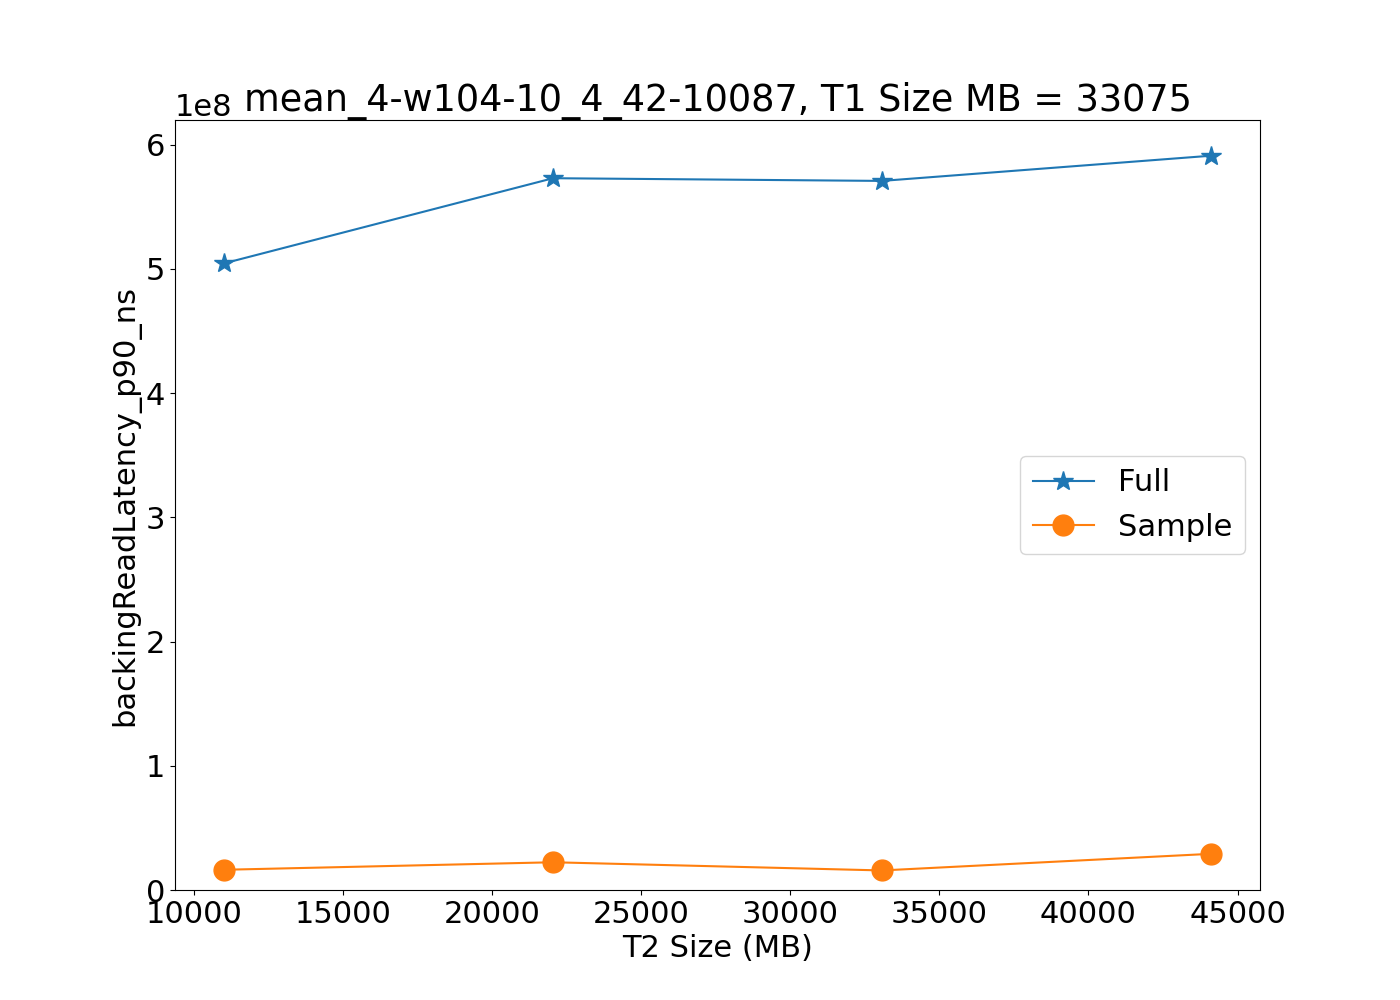 1e8
mean_4-w104-10_4_42-10087, T1 Size MB = 33075
6
5
4
3
2
1
0
backingReadLatency_p90_ns
Full
Sample
10000 15000 20000 25000 30000 35000 40000 45000
T2 Size (MB)